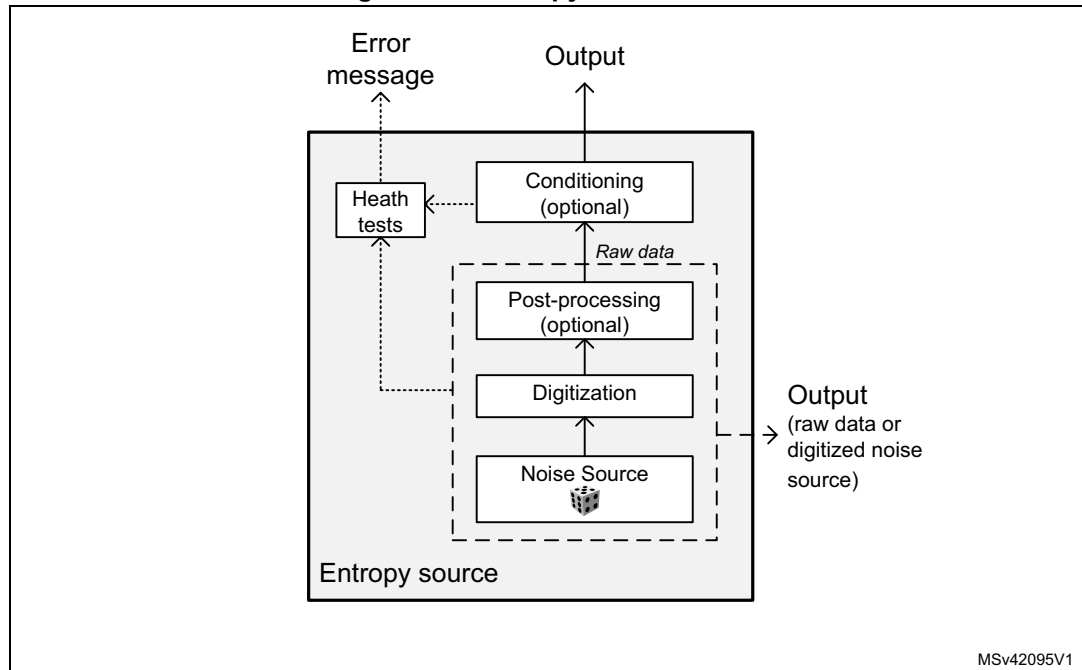 Error
message
Output
Conditioning
(optional)
Heath
tests
Raw data
Post-processing
(optional)
Digitization
Output
(raw data or
digitized noise
source)
Noise Source
Entropy source
MSv42095V1